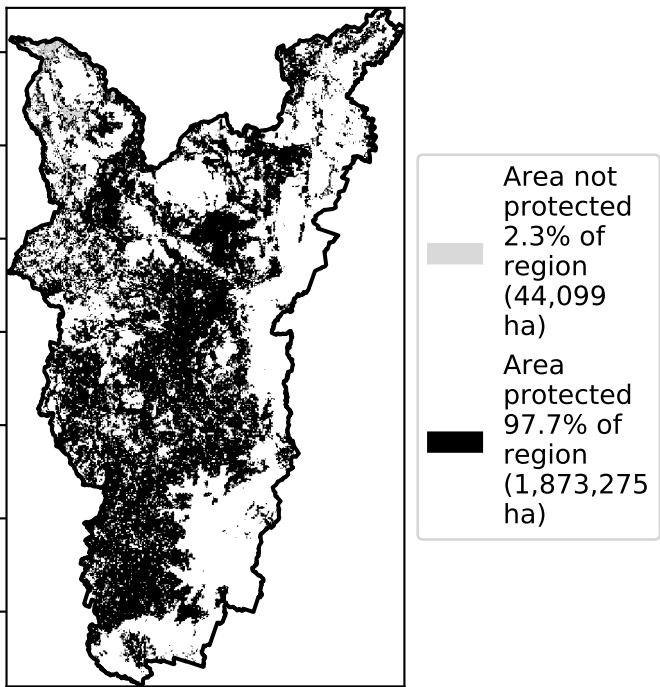 Area not
protected
2.3% of
region
(44,099
ha)
Area
protected
97.7% of
region
(1,873,275
ha)